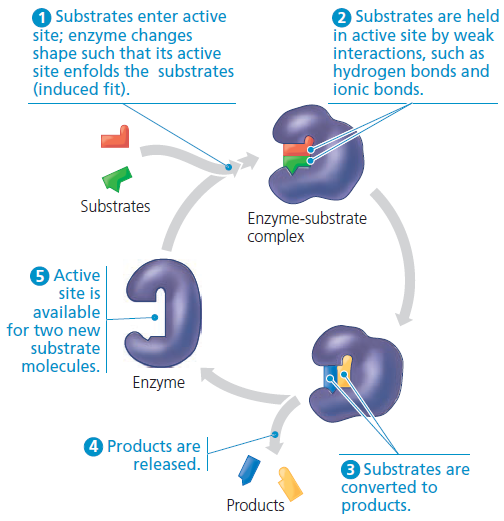 1 Substrates enter active
site; enzyme changes
shape such that its active
site enfolds the substrates
(induced fit).
2 Substrates are held
in active site by weak
interactions, such as
hydrogen bonds and
ionic bonds.
Substrates
Enzyme-substrate
complex
5 Active
site is
available
for two new
substrate
molecules.
Enzyme
4 Products are
released.
Products
3 Substrates are
converted to
products.